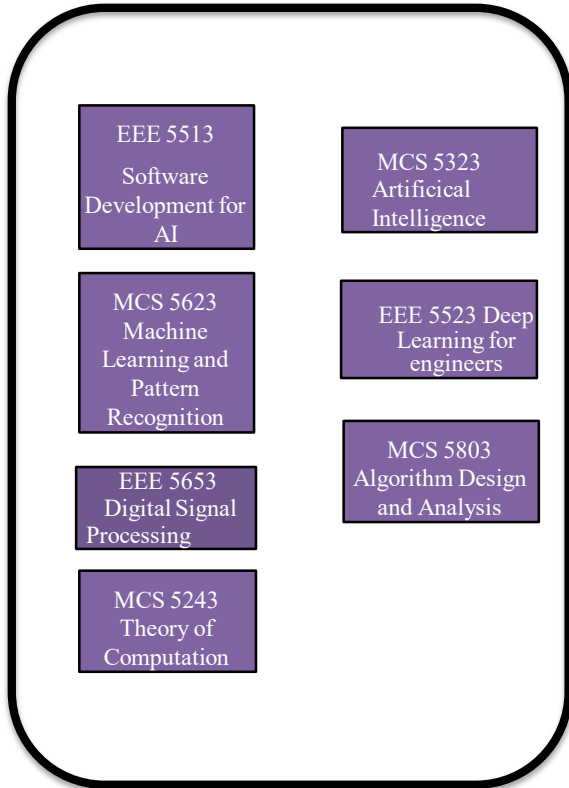 EEE 5513
Software
Development for
AI
MCS 5623
Machine
Learning and
Pattern
Recognition
EEE 5653
Digital Signal
Processing
MCS 5243
Theory of
Computation
MCS 5323
Artificical
Intelligence
EEE 5523 Deep
Learning for
engineers
MCS 5803
Algorithm Design
and Analysis